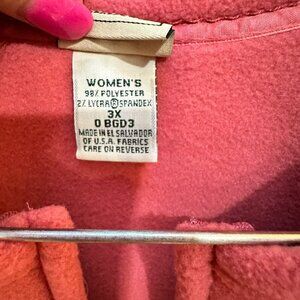 WOMEN'S
98% POLYESTER
2% LYCRA® SPANDEX
3X
0 BGD3
MADE IN EL SALVADOR
OF U.S.A. FABRICS
CARE ON REVERSE